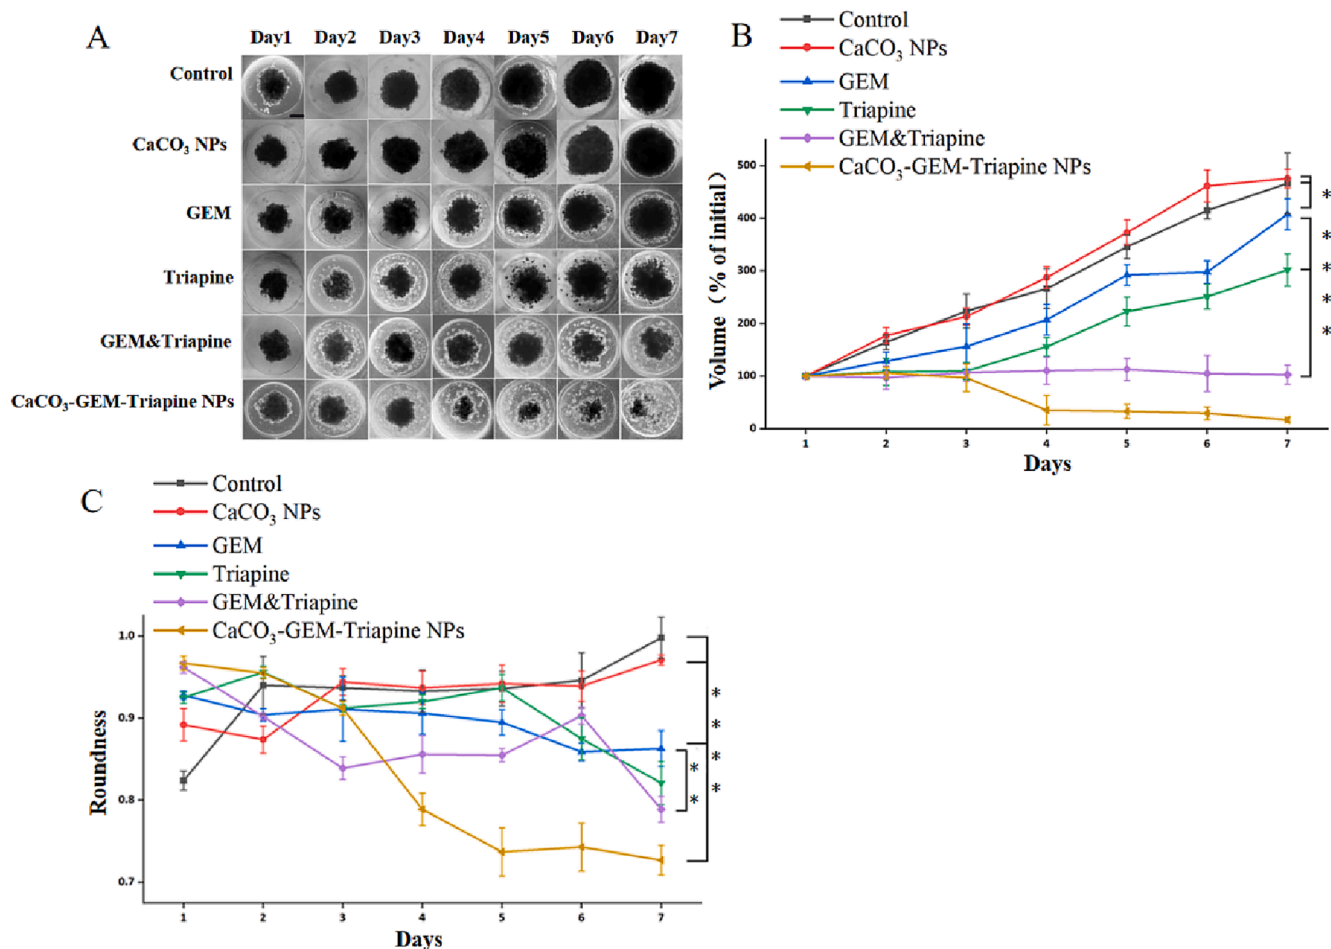 A
Day1 Day2 Day3 Day4 Day5 Day6 Day7
Control
CaCO₃ NPs
GEM
Triapine
GEM&Triapine
CaCO₃-GEM-Triapine NPs
B
Control
CaCO₃ NPs
GEM
Triapine
GEM&Triapine
CaCO₃-GEM-Triapine NPs
Volume (% of initial)
500
400
300
200
100
0
1 2 3 4 5 6 7
Days
*
*
*
*
*
C
Control
CaCO₃ NPs
GEM
Triapine
GEM&Triapine
CaCO₃-GEM-Triapine NPs
Roundness
1.0
0.9
0.8
0.7
1 2 3 4 5 6 7
Days
*
*
* *
* *